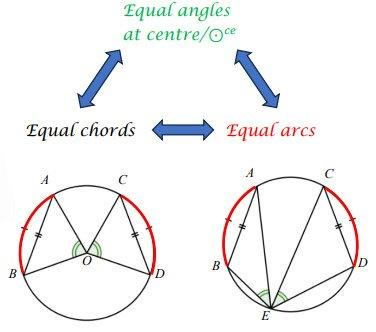 Equal angles
at centre/⊙ᶜᵉ
Equal chords
Equal arcs
A
C
B
O
D
A
C
B
D
E